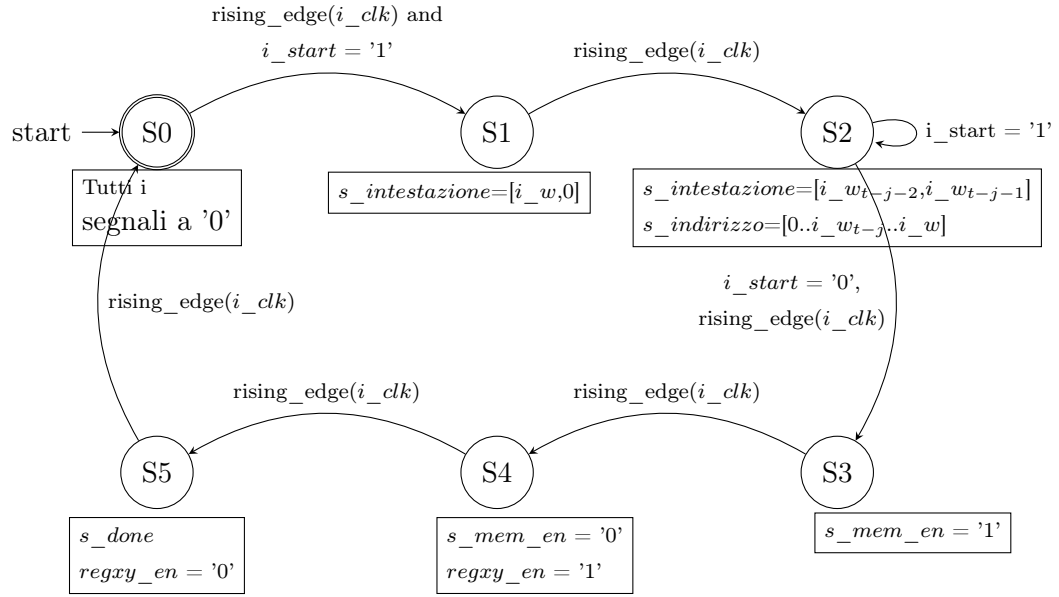 rising_edge(i_clk) and
i_start = '1'
rising_edge(i_clk)
start
S0
S1
S2
i_start = '1'
Tutti i
segnali a '0'
s_intestazione=[i_w,0]
s_intestazione=[i_w_{t-j-2},i_w_{t-j-1}]
s_indirizzo=[0..i_w_{t-j}..i_w]
i_start = '0',
rising_edge(i_clk)
rising_edge(i_clk)
rising_edge(i_clk)
rising_edge(i_clk)
S5
S4
S3
s_done
regxy_en = '0'
s_mem_en = '0'
regxy_en = '1'
s_mem_en = '1'